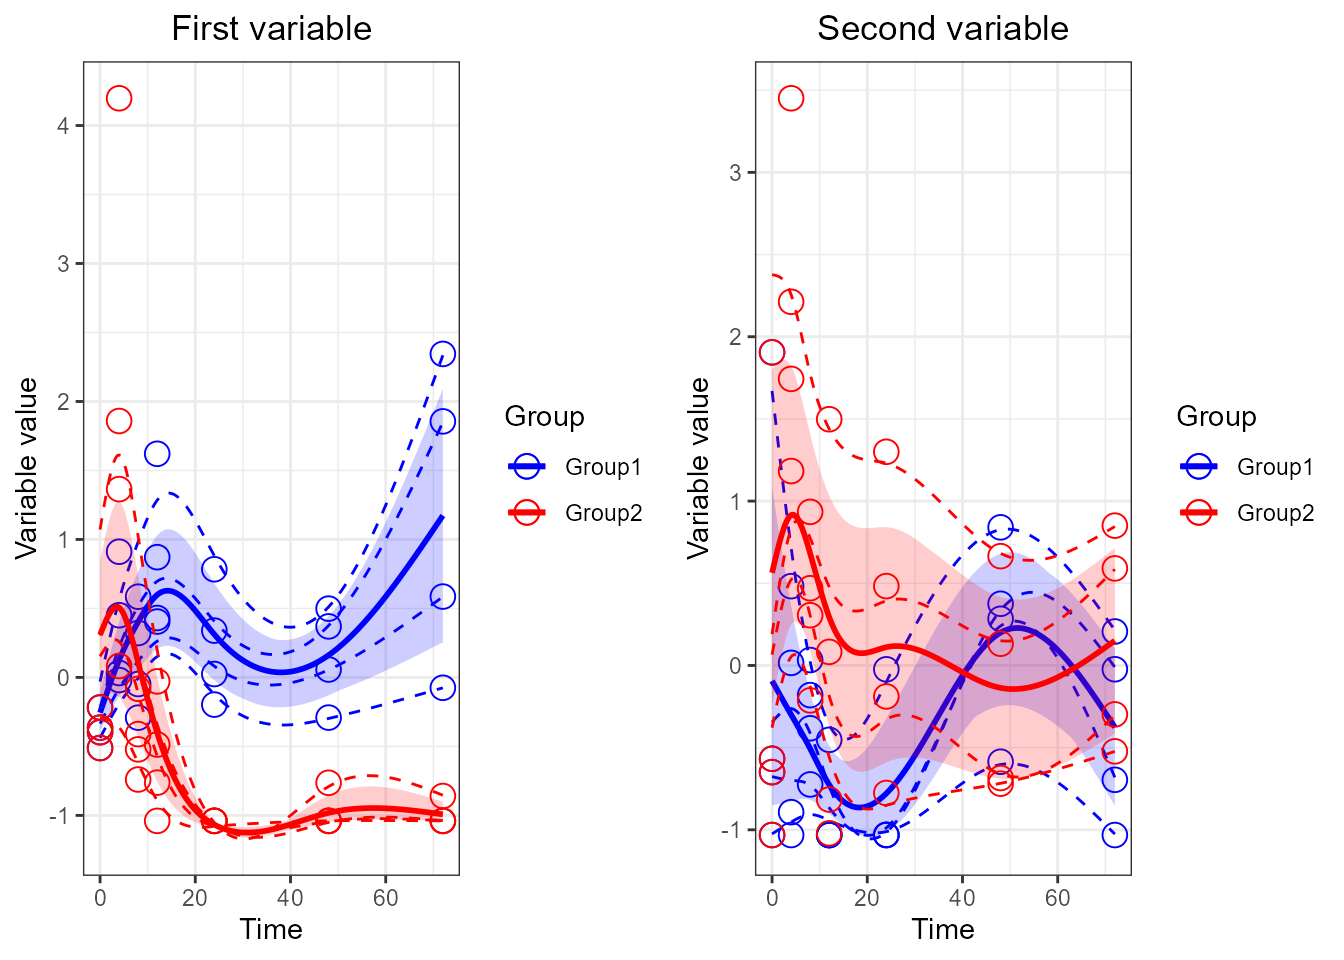 First variable
Variable value
4
3
2
1
0
-1
0 20 40 60
Time
Group
Group1
Group2
Second variable
Variable value
3
2
1
0
-1
0 20 40 60
Time
Group
Group1
Group2